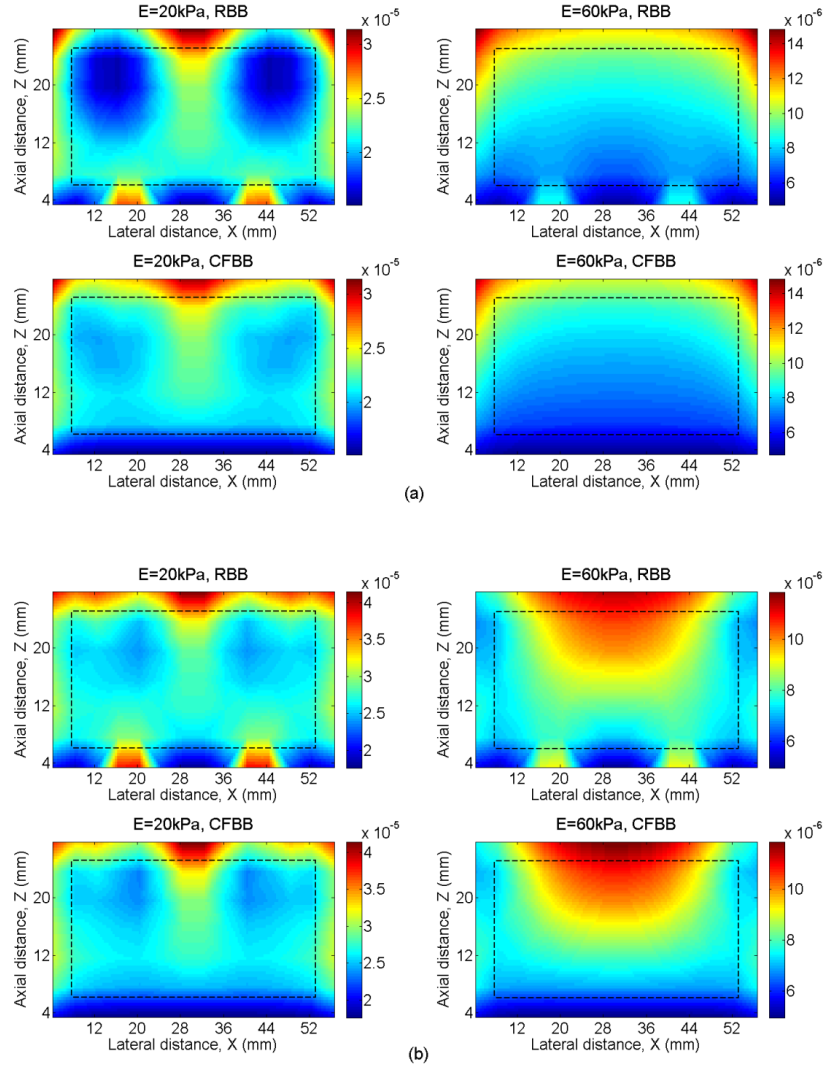 E=20kPa, RBB
x 10-5
Axial distance, Z (mm)
20
12
4
3
2.5
2
12 20 28 36 44 52
Lateral distance, X (mm)
E=60kPa, RBB
x 10-6
Axial distance, Z (mm)
20
12
4
14
12
10
8
6
12 20 28 36 44 52
Lateral distance, X (mm)
E=20kPa, CFBB
x 10-5
Axial distance, Z (mm)
20
12
4
3
2.5
2
12 20 28 36 44 52
Lateral distance, X (mm)
E=60kPa, CFBB
x 10-6
Axial distance, Z (mm)
20
12
4
14
12
10
8
6
12 20 28 36 44 52
Lateral distance, X (mm)
(a)
E=20kPa, RBB
x 10-5
Axial distance, Z (mm)
20
12
4
4
3.5
3
2.5
2
12 20 28 36 44 52
Lateral distance, X (mm)
E=60kPa, RBB
x 10-6
Axial distance, Z (mm)
20
12
4
10
8
6
12 20 28 36 44 52
Lateral distance, X (mm)
E=20kPa, CFBB
x 10-5
Axial distance, Z (mm)
20
12
4
4
3.5
3
2.5
2
12 20 28 36 44 52
Lateral distance, X (mm)
E=60kPa, CFBB
x 10-6
Axial distance, Z (mm)
20
12
4
10
8
6
12 20 28 36 44 52
Lateral distance, X (mm)
(b)